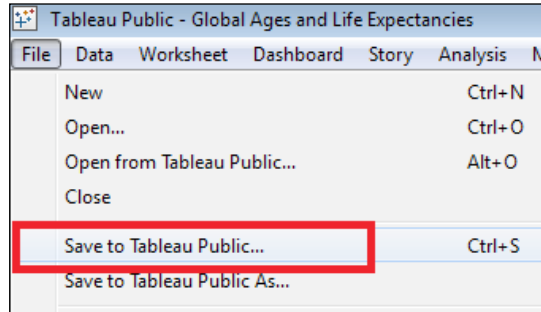 Tableau Public - Global Ages and Life Expectancies
File Data Worksheet Dashboard Story Analysis
New Ctrl+N
Open... Ctrl+O
Open from Tableau Public... Alt+O
Close
Save to Tableau Public... Ctrl+S
Save to Tableau Public As...